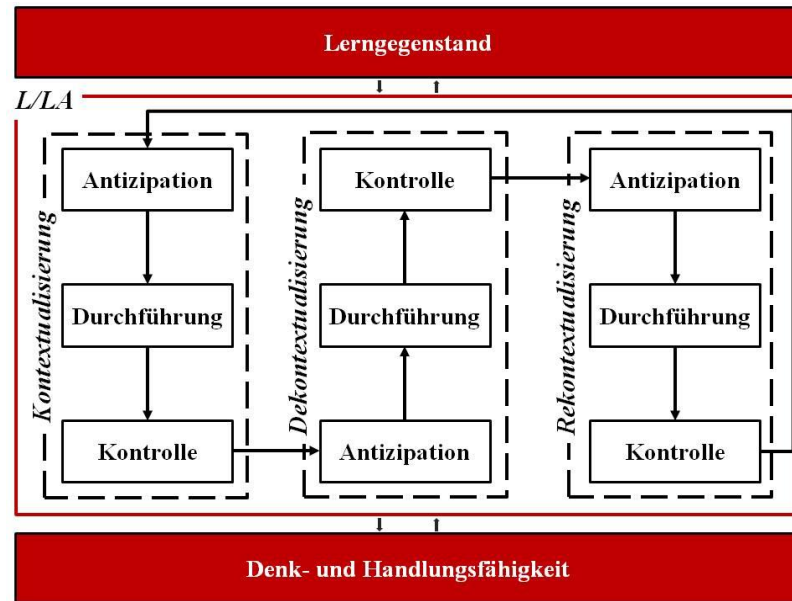 Lerngegenstand
L/LA
Kontextualisierung
Antizipation
Durchführung
Kontrolle
Dekontextualisierung
Kontrolle
Durchführung
Antizipation
Rekontextualisierung
Antizipation
Durchführung
Kontrolle
Denk- und Handlungsfähigkeit